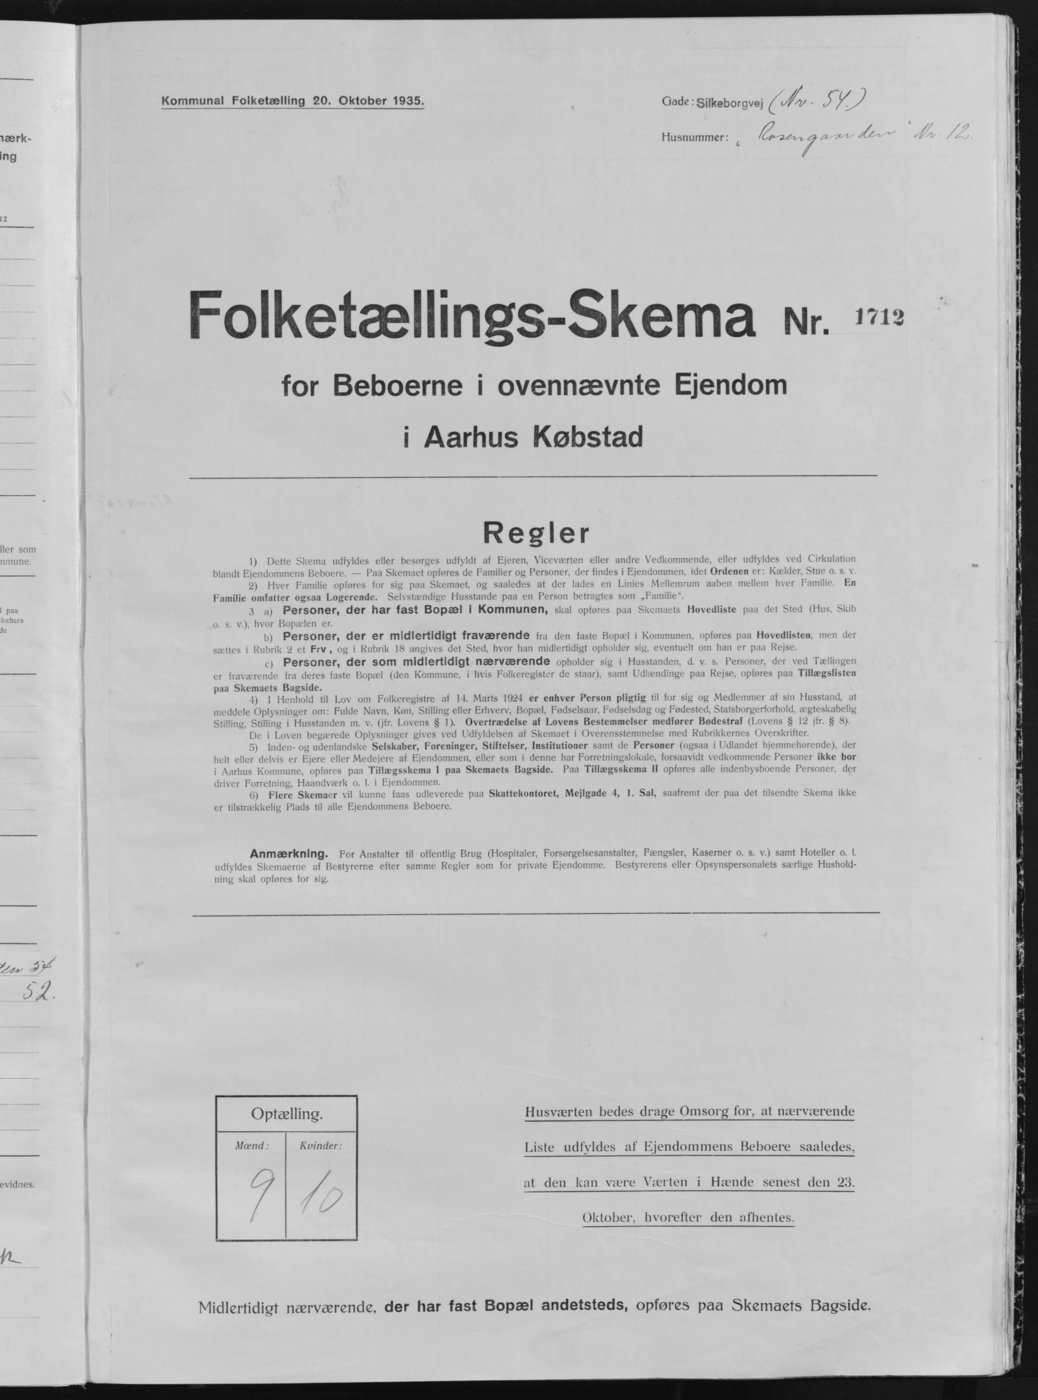 Kommunal Folketælling 20. Oktober 1935.
Gade: Silkeborgvej (Nr. 54.)
Husnummer: „Rosengaarden“ Nr. 12.
Folketællings-Skema Nr. 1712
for Beboerne i ovennævnte Ejendom
i Aarhus Købstad
Regler
1) Dette Skema udfyldes eller besørges udfyldt af Ejeren, Viceværten eller andre Vedkommende, eller udfyldes ved Cirkulation
blandt Ejendommens Beboere. — Paa Skemaet opføres de Familier og Personer, der findes i Ejendommen, idet Ordenen er: Kælder, Stue o. s. v.
2) Hver Familie opføres for sig paa Skemaet, og saaledes at der lades en Linies Mellemrum aaben mellem hver Familie. En
Familie omfatter ogsaa Logerende. Selvstændige Husstande paa en Person betragtes som „Familie“.
3 a) Personer, der har fast Bopæl i Kommunen, skal opføres paa Skemaets Hovedliste paa det Sted (Hus, Skib
o. s. v.), hvor Bopælen er.
b) Personer, der er midlertidigt fraværende fra den faste Bopæl i Kommunen, opføres paa Hovedlisten, men der
sættes i Rubrik 2 et Frv., og i Rubrik 18 angives det Sted, hvor han midlertidigt opholder sig, eventuelt om han er paa Rejse.
c) Personer, der som midlertidigt nærværende opholder sig i Husstanden, d. v. s. Personer, der ved Tællingen
er fraværende fra deres faste Bopæl (den Kommune, i hvis Folkeregister de staar), samt Udlændinge paa Rejse, opføres paa Tillægslisten
paa Skemaets Bagside.
4) I Henhold til Lov om Folkeregistre af 14. Marts 1924 er enhver Person pligtig til for sig og Medlemmer af sin Husstand, at
meddele Oplysninger om: Fulde Navn, Køn, Stilling eller Erhverv, Bopæl, Fødselsaar, Fødselsdag og Fødested, Statsborgerforhold, ægteskabelig
Stilling, Stilling i Husstanden m. v. (jfr. Lovens § 1). Overtrædelse af Lovens Bestemmelser medfører Bødestraf (Lovens § 12 jfr. § 8).
De i Loven begærede Oplysninger gives ved Udfyldelsen af Skemaet i Overensstemmelse med Rubrikkernes Overskrifter.
5) Inden- og udenlandske Selskaber, Foreninger, Stiftelser, Institutioner samt de Personer (ogsaa i Udlandet hjemmehørende), der
helt eller delvis er Ejere eller Medejere af Ejendommen, eller som i denne har Forretningslokale, forsaavidt vedkommende Personer ikke bor
i Aarhus Kommune, opføres paa Tillægsskema I paa Skemaets Bagside. Paa Tillægsskema II opføres alle indenbysboende Personer, der
driver Forretning, Haandværk o. l. i Ejendommen.
6) Flere Skemaer vil kunne faas udleverede paa Skattekontoret, Mejlgade 4, 1. Sal, saafremt der paa det tilsendte Skema ikke
er tilstrækkelig Plads til alle Ejendommens Beboere.
Anmærkning. For Anstalter til offentlig Brug (Hospitaler, Forsørgelsesanstalter, Fængsler, Kaserner o. s. v.) samt Hoteller o. l.
udfyldes Skemaerne af Bestyrerne efter samme Regler som for private Ejendomme. Bestyrerens eller Opsynspersonalets særlige Hushold-
ning skal opføres for sig.
Optælling.
Mænd: Kvinder:
9 10
Husværten bedes drage Omsorg for, at nærværende
Liste udfyldes af Ejendommens Beboere saaledes,
at den kan være Værten i Hænde senest den 23.
Oktober, hvorefter den afhentes.
Midlertidigt nærværende, der har fast Bopæl andetsteds, opføres paa Skemaets Bagside.